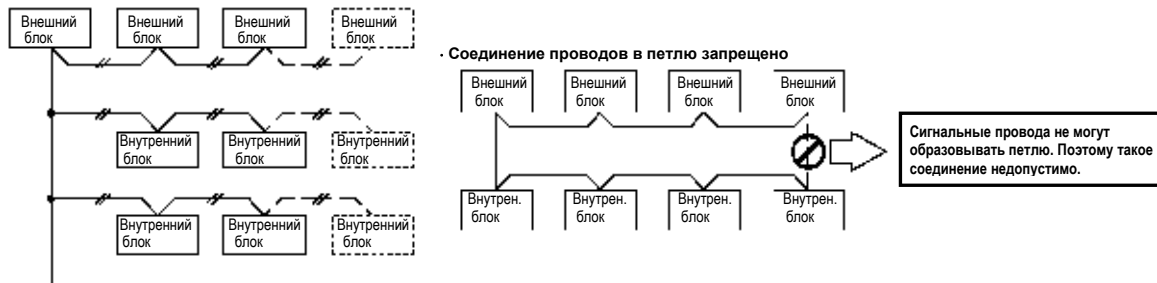 Внешний блок
Внешний блок
Внешний блок
Внешний блок
Внутренний блок
Внутренний блок
Внутренний блок
Внутренний блок
Внутренний блок
Внутренний блок
· Соединение проводов в петлю запрещено
Внешний блок
Внешний блок
Внешний блок
Внешний блок
Внутрен. блок
Внутрен. блок
Внутрен. блок
Внутрен. блок
Сигнальные провода не могут
образовывать петлю. Поэтому такое
соединение недопустимо.